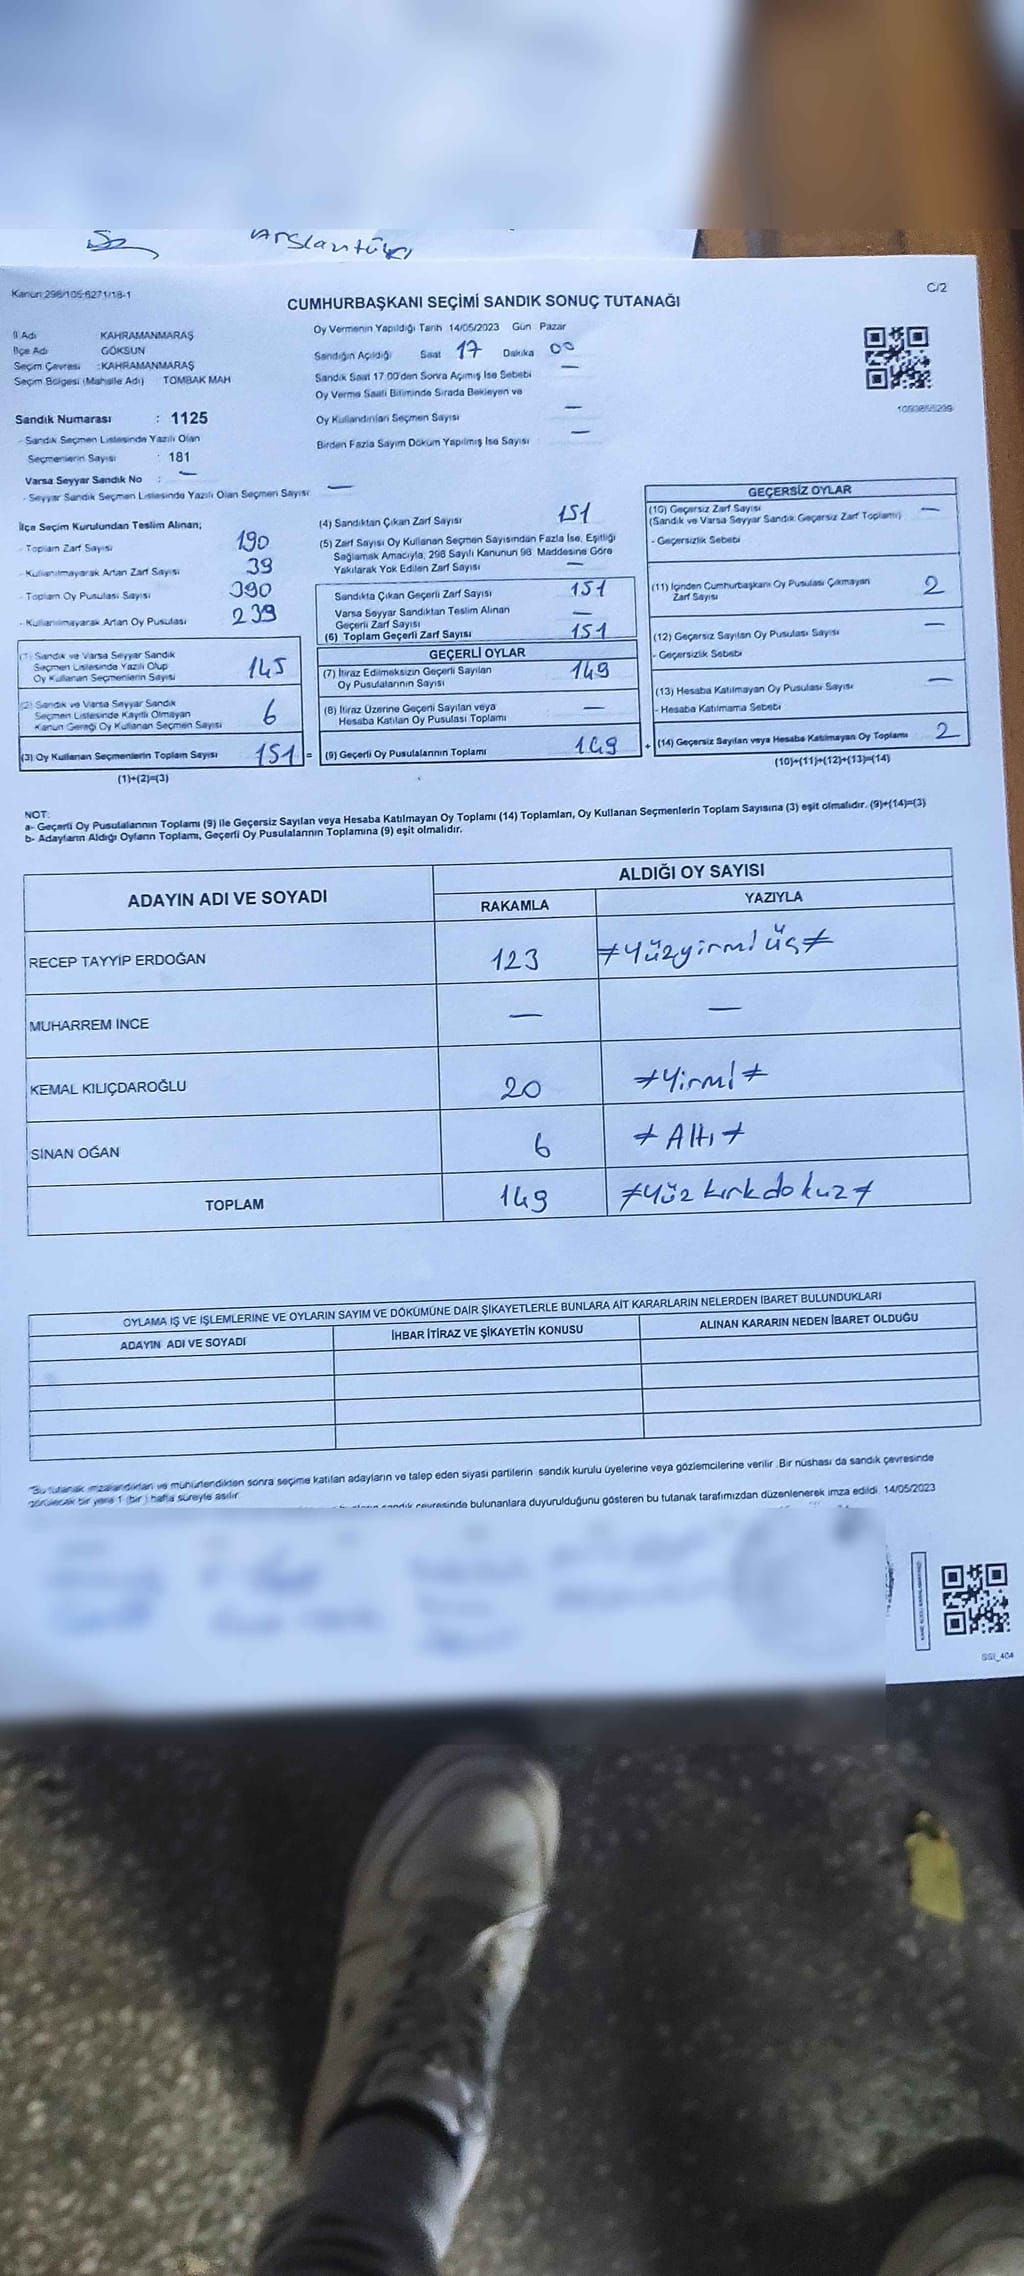 Arslantürk
Kanun:298/105-6271/18-1
C/2
CUMHURBAŞKANI SEÇİMİ SANDIK SONUÇ TUTANAĞI
İl Adı KAHRAMANMARAŞ
İlçe Adı GÖKSUN
Seçim Çevresi :KAHRAMANMARAŞ
Seçim Bölgesi (Mahalle Adı) TOMBAK MAH
Oy Vermenin Yapıldığı Tarih 14/05/2023 Gün Pazar
Sandığın Açıldığı Saat 17 Dakika 00
Sandık Saat 17.00'den Sonra Açımış İse Sebebi —
Oy Verme Saati Bitiminde Sırada Bekleyen ve
Oy Kullandırılan Seçmen Sayısı —
Birden Fazla Sayım Döküm Yapılmış İse Sayısı —
Sandık Numarası : 1125
- Sandık Seçmen Listesinde Yazılı Olan
Seçmenlerin Sayısı : 181
Varsa Seyyar Sandık No : —
- Seyyar Sandık Seçmen Listesinde Yazılı Olan Seçmen Sayısı: —
İlçe Seçim Kurulundan Teslim Alınan;
- Toplam Zarf Sayısı 190
- Kullanılmayarak Artan Zarf Sayısı 39
- Toplam Oy Pusulası Sayısı 390
- Kullanılmayarak Artan Oy Pusulası 239
(1) Sandık ve Varsa Seyyar Sandık
Seçmen Listesinde Yazılı Olup
Oy Kullanan Seçmenlerin Sayısı 145
(2) Sandık ve Varsa Seyyar Sandık
Seçmen Listesinde Kayıtlı Olmayan
Kanun Gereği Oy Kullanan Seçmen Sayısı 6
(3) Oy Kullanan Seçmenlerin Toplam Sayısı 151 =
(1)+(2)=(3)
(4) Sandıktan Çıkan Zarf Sayısı 151
(5) Zarf Sayısı Oy Kullanan Seçmen Sayısından Fazla İse, Eşitliği
Sağlamak Amacıyla; 298 Sayılı Kanunun 98. Maddesine Göre
Yakılarak Yok Edilen Zarf Sayısı —
Sandıkta Çıkan Geçerli Zarf Sayısı 151
Varsa Seyyar Sandıktan Teslim Alınan
Geçerli Zarf Sayısı —
(6) Toplam Geçerli Zarf Sayısı 151
GEÇERLİ OYLAR
(7) İtiraz Edilmeksizin Geçerli Sayılan
Oy Pusulalarının Sayısı 149
(8) İtiraz Üzerine Geçerli Sayılan veya
Hesaba Katılan Oy Pusulası Toplamı —
(9) Geçerli Oy Pusulalarının Toplamı 149 +
GEÇERSİZ OYLAR
(10) Geçersiz Zarf Sayısı —
(Sandık ve Varsa Seyyar Sandık Geçersiz Zarf Toplamı)
- Geçersizlik Sebebi
(11) İçinden Cumhurbaşkanı Oy Pusulası Çıkmayan
Zarf Sayısı 2
(12) Geçersiz Sayılan Oy Pusulası Sayısı —
- Geçersizlik Sebebi
(13) Hesaba Katılmayan Oy Pusulası Sayısı —
- Hesaba Katılmama Sebebi
(14) Geçersiz Sayılan veya Hesaba Katılmayan Oy Toplamı 2
(10)+(11)+(12)+(13)=(14)
NOT:
a- Geçerli Oy Pusulalarının Toplamı (9) ile Geçersiz Sayılan veya Hesaba Katılmayan Oy Toplamı (14) Toplamları, Oy Kullanan Seçmenlerin Toplam Sayısına (3) eşit olmalıdır. (9)+(14)=(3)
b- Adayların Aldığı Oyların Toplamı, Geçerli Oy Pusulalarının Toplamına (9) eşit olmalıdır.
ADAYIN ADI VE SOYADI ALDIĞI OY SAYISI
RAKAMLA YAZIYLA
RECEP TAYYİP ERDOĞAN 123 ≠Yüzyirmi üç≠
MUHARREM İNCE — —
KEMAL KILIÇDAROĞLU 20 ≠Yirmi≠
SİNAN OĞAN 6 ≠Altı≠
TOPLAM 149 ≠Yüz kırk dokuz≠
OYLAMA İŞ VE İŞLEMLERİNE VE OYLARIN SAYIM VE DÖKÜMÜNE DAİR ŞİKAYETLERLE BUNLARA AİT KARARLARIN NELERDEN İBARET BULUNDUKLARI
ADAYIN ADI VE SOYADI İHBAR İTİRAZ VE ŞİKAYETİN KONUSU ALINAN KARARIN NEDEN İBARET OLDUĞU
"Bu tutanak imzalandıktan ve mühürlendikten sonra seçime katılan adayların ve talep eden siyasi partilerin sandık kurulu üyelerine veya gözlemcilerine verilir .Bir nüshası da sandık çevresinde
görülecek bir yere 1 (bir) hafta süreyle asılır
sandık çevresinde bulunanlara duyurulduğunu gösteren bu tutanak tarafımızdan düzenlenerek imza edildi. 14/05/2023
SSI_404